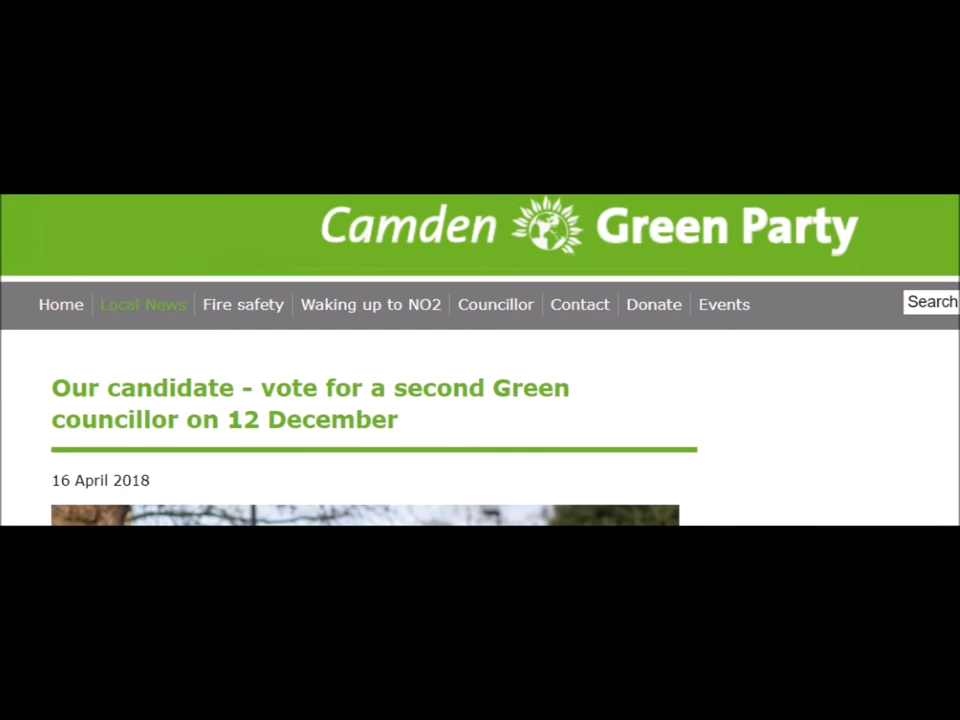 Camden Green Party
Home Local News Fire safety Waking up to NO2 Councillor Contact Donate Events Search
Our candidate - vote for a second Green
councillor on 12 December
16 April 2018